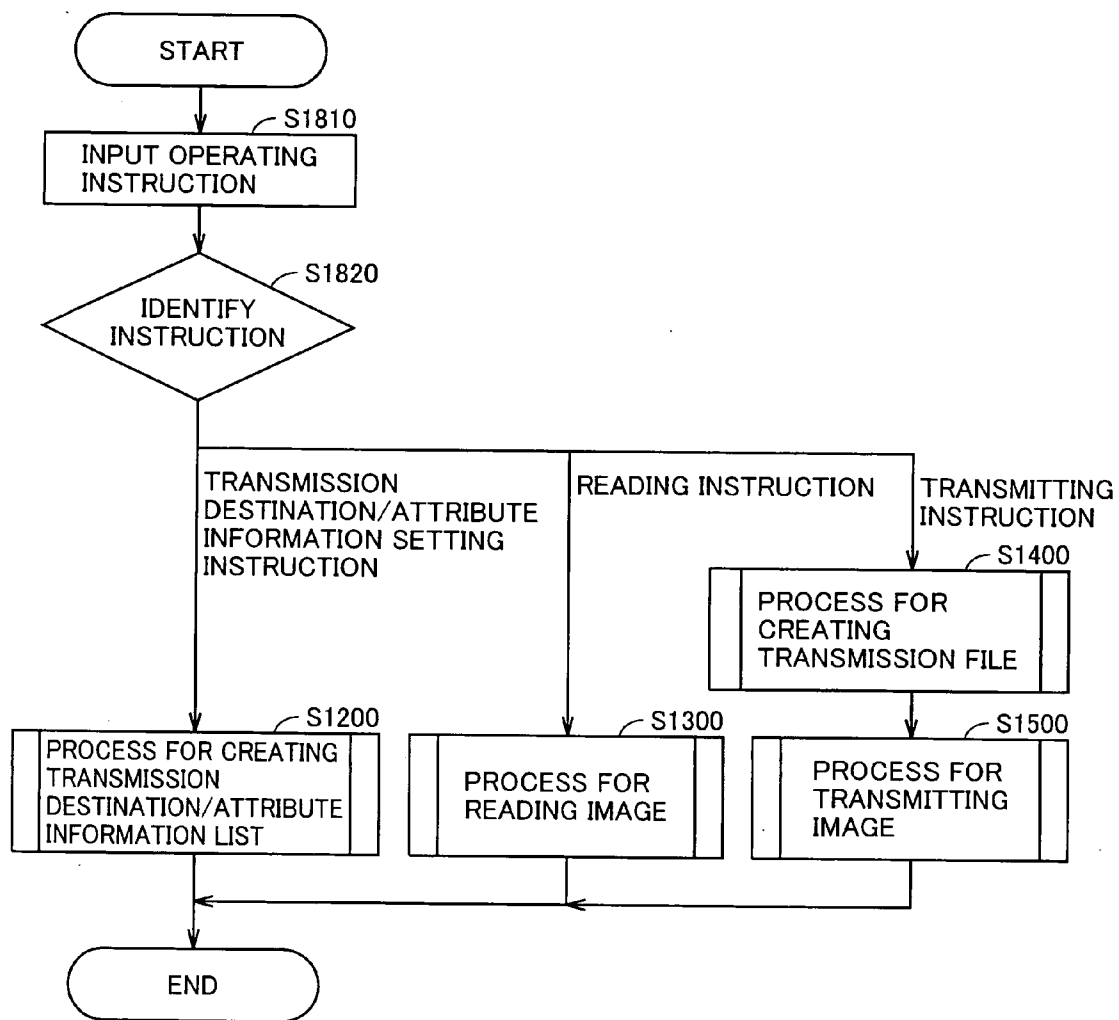 START
S1810
INPUT OPERATING
INSTRUCTION
S1820
IDENTIFY
INSTRUCTION
TRANSMISSION
DESTINATION/ATTRIBUTE
INFORMATION SETTING
INSTRUCTION
READING INSTRUCTION
TRANSMITTING
INSTRUCTION
S1400
PROCESS FOR
CREATING
TRANSMISSION FILE
S1200
PROCESS FOR CREATING
TRANSMISSION
DESTINATION/ATTRIBUTE
INFORMATION LIST
S1300
PROCESS FOR
READING IMAGE
S1500
PROCESS FOR
TRANSMITTING
IMAGE
END